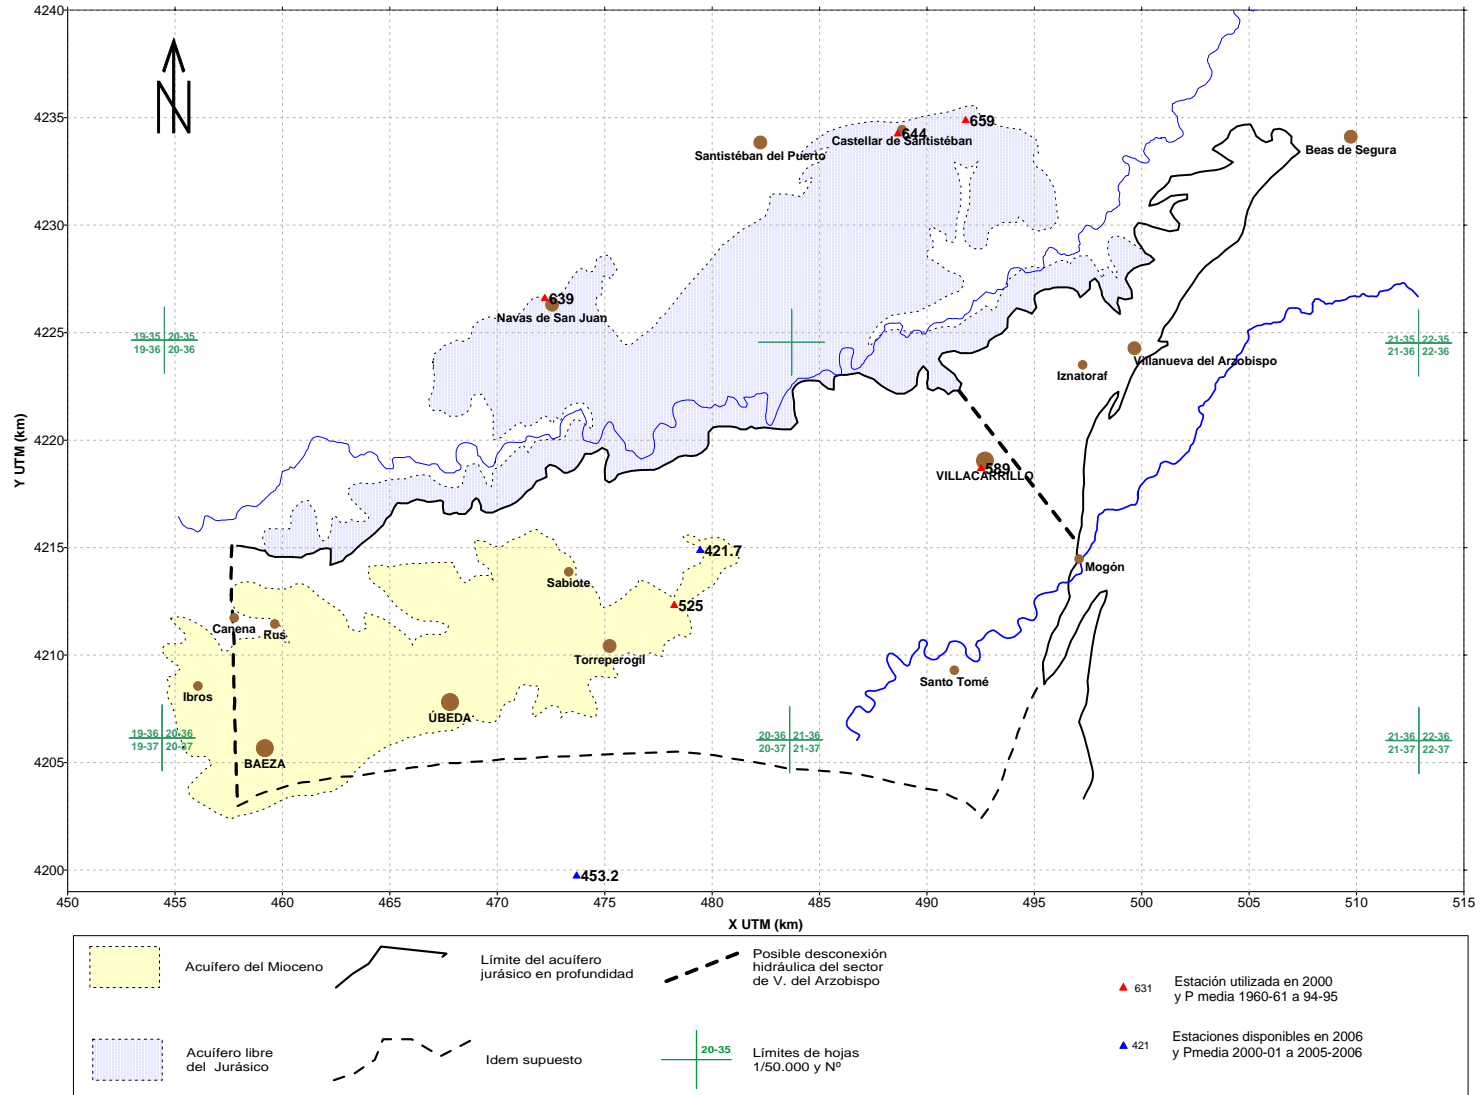 4240
4235
4230
4225
4220
4215
4210
4205
4200
Y UTM (km)
N
659
644
Castellar de Santistéban
Santistéban del Puerto
Beas de Segura
639
Navas de San Juan
19-35 20-35
19-36 20-36
21-35 22-35
21-36 22-36
Villanueva del Arzobispo
Iznatoraf
589
VILLACARRILLO
421.7
Mogón
Sabiote
525
Canena
Rus
Torreperogil
Santo Tomé
Ibros
ÚBEDA
19-36 20-36
19-37 20-37
20-36 21-36
20-37 21-37
21-36 22-36
21-37 22-37
BAEZA
453.2
450 455 460 465 470 475 480 485 490 495 500 505 510 515
X UTM (km)
Acuífero del Mioceno
Límite del acuífero
jurásico en profundidad
Posible desconexión
hidráulica del sector
de V. del Arzobispo
631
Estación utilizada en 2000
y P media 1960-61 a 94-95
Acuífero libre
del Jurásico
Idem supuesto
20-35
Límites de hojas
1/50.000 y Nº
421
Estaciones disponibles en 2006
y Pmedia 2000-01 a 2005-2006